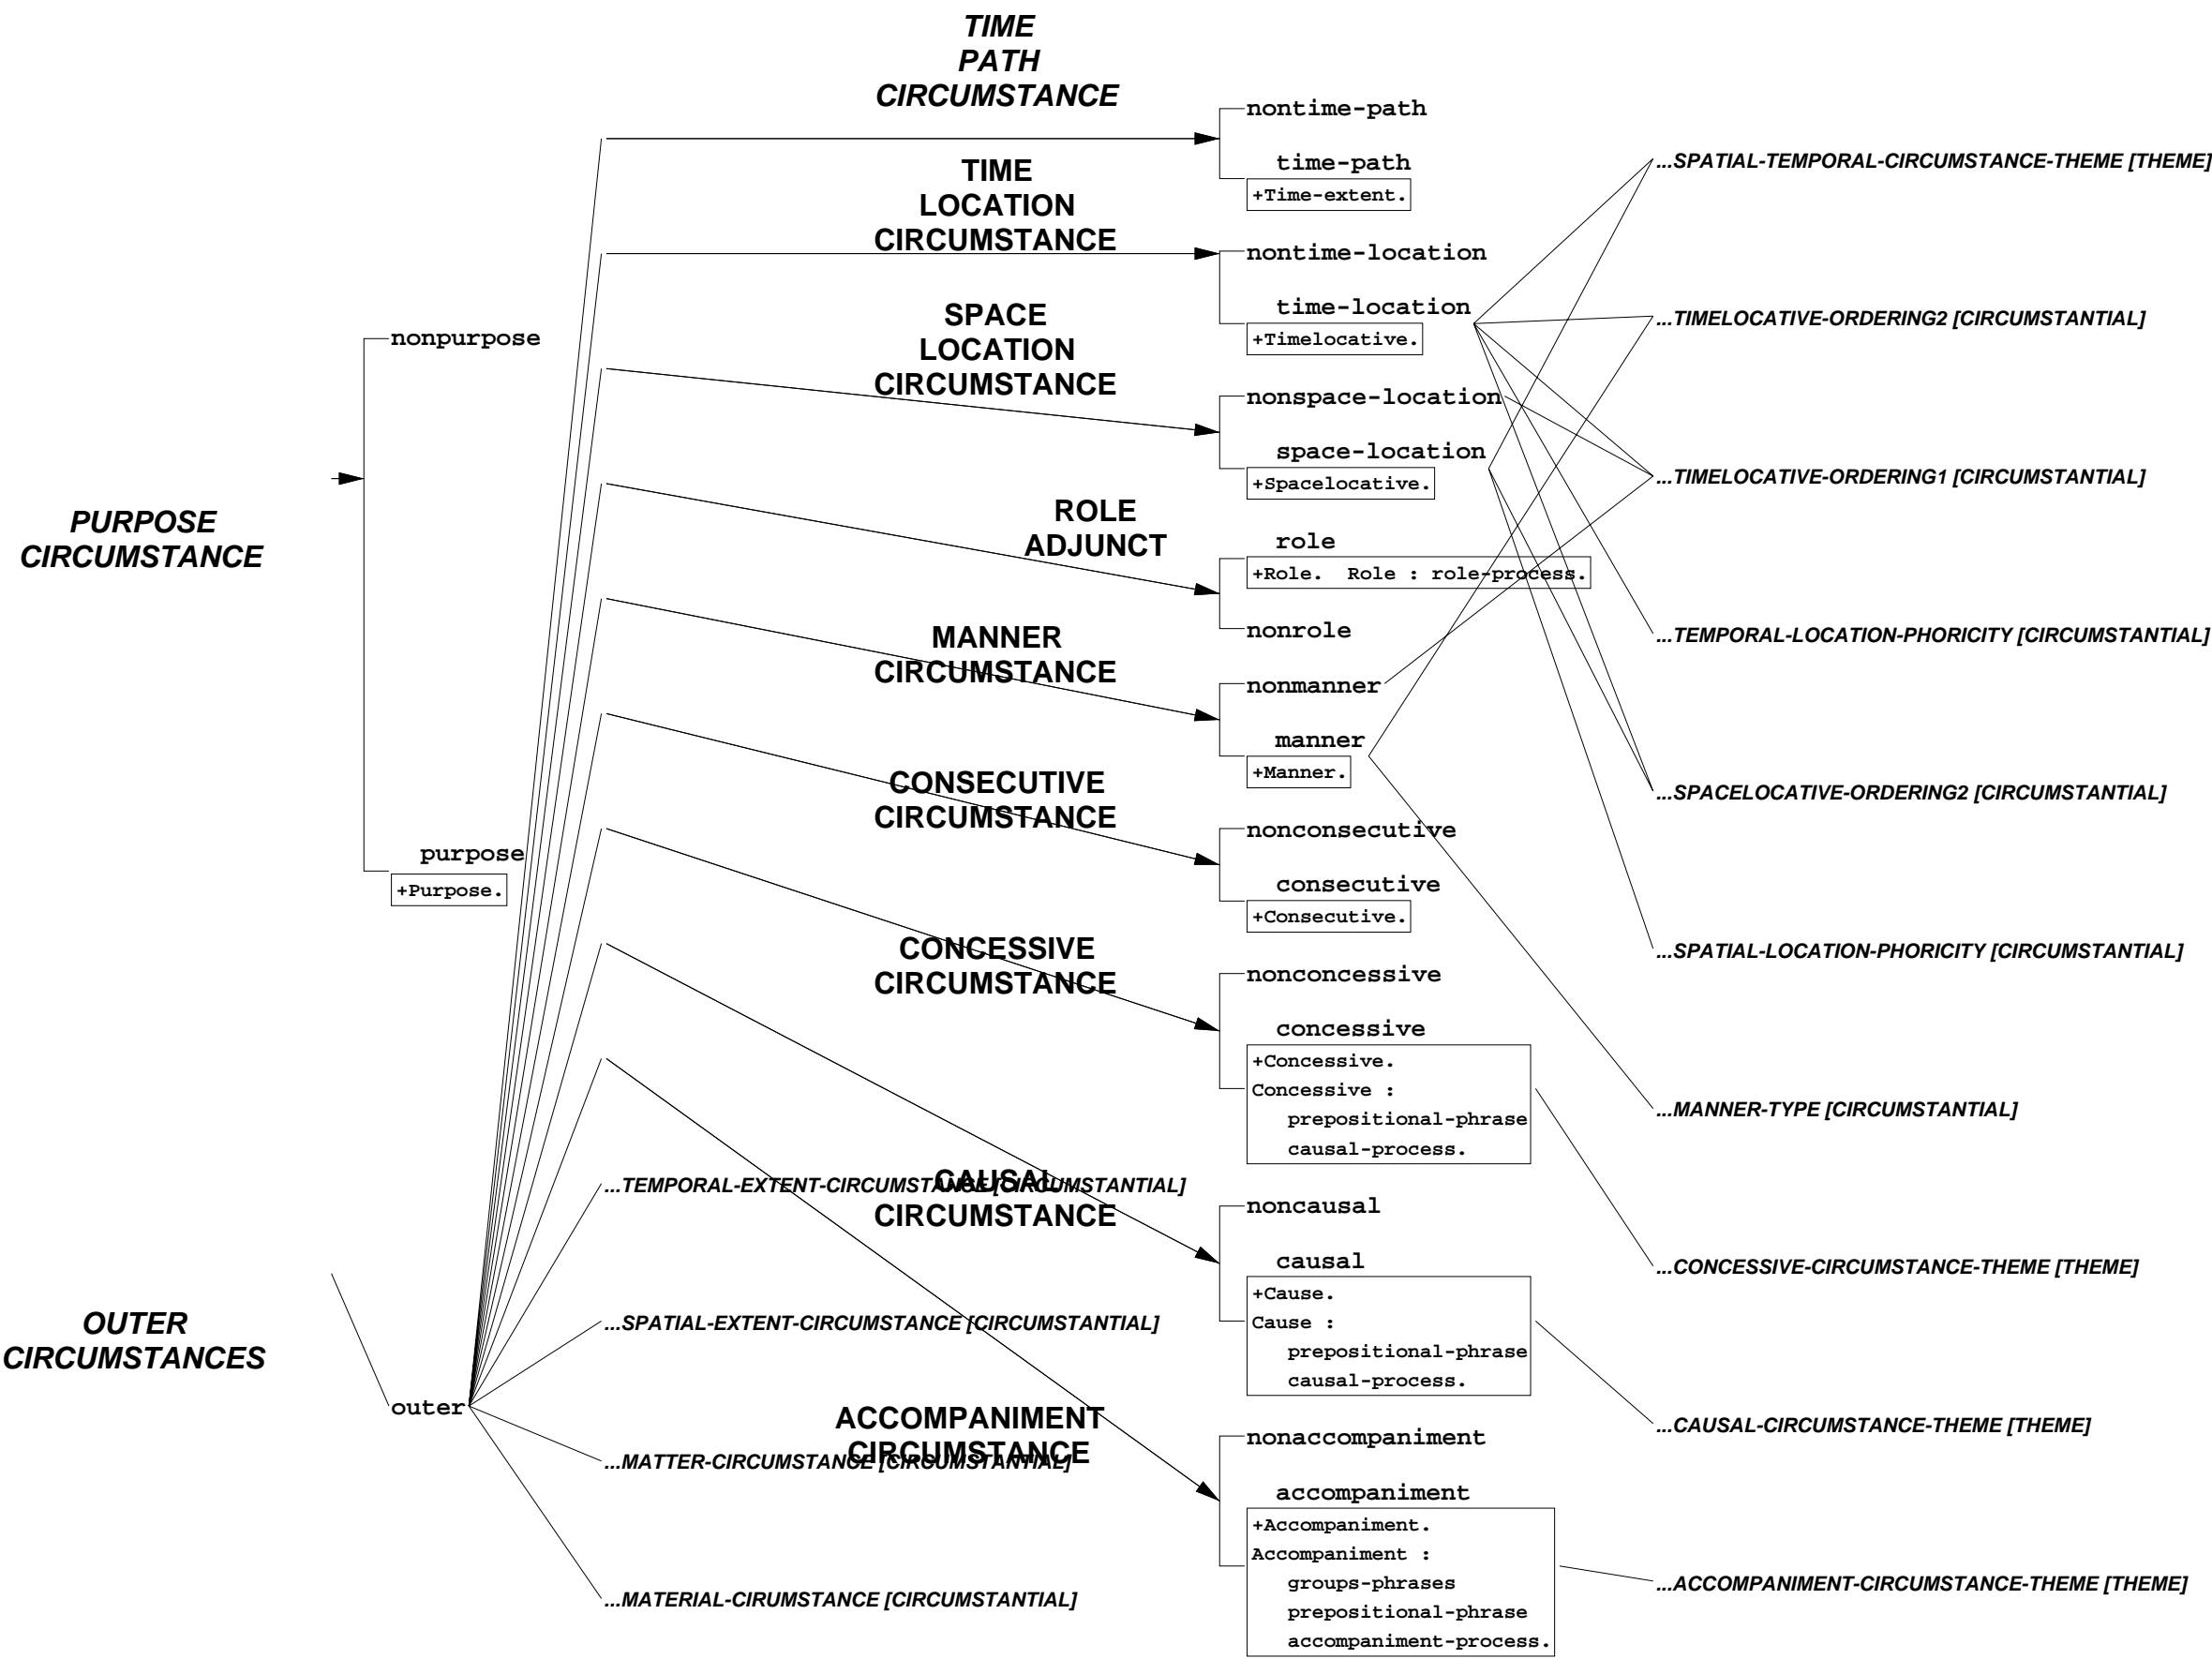 TIME
PATH
CIRCUMSTANCE
nontime-path
time-path
+Time-extent.
...SPATIAL-TEMPORAL-CIRCUMSTANCE-THEME [THEME]
TIME
LOCATION
CIRCUMSTANCE
nontime-location
time-location
+Timelocative.
...TIMELOCATIVE-ORDERING2 [CIRCUMSTANTIAL]
SPACE
LOCATION
CIRCUMSTANCE
nonpurpose
nonspace-location
space-location
+Spacelocative.
...TIMELOCATIVE-ORDERING1 [CIRCUMSTANTIAL]
PURPOSE
CIRCUMSTANCE
ROLE
ADJUNCT
role
+Role.  Role : role-process.
nonrole
...TEMPORAL-LOCATION-PHORICITY [CIRCUMSTANTIAL]
MANNER
CIRCUMSTANCE
nonmanner
manner
+Manner.
...SPACELOCATIVE-ORDERING2 [CIRCUMSTANTIAL]
CONSECUTIVE
CIRCUMSTANCE
nonconsecutive
consecutive
+Consecutive.
purpose
+Purpose.
...SPATIAL-LOCATION-PHORICITY [CIRCUMSTANTIAL]
CONCESSIVE
CIRCUMSTANCE
nonconcessive
concessive
+Concessive.
Concessive :
prepositional-phrase
causal-process.
...MANNER-TYPE [CIRCUMSTANTIAL]
...TEMPORAL-EXTENT-CIRCUMSTANCE [CIRCUMSTANTIAL]
CAUSAL
CIRCUMSTANCE
noncausal
causal
+Cause.
Cause :
prepositional-phrase
causal-process.
...CONCESSIVE-CIRCUMSTANCE-THEME [THEME]
OUTER
CIRCUMSTANCES
outer
...SPATIAL-EXTENT-CIRCUMSTANCE [CIRCUMSTANTIAL]
...CAUSAL-CIRCUMSTANCE-THEME [THEME]
ACCOMPANIMENT
CIRCUMSTANCE
...MATTER-CIRCUMSTANCE [CIRCUMSTANTIAL]
nonaccompaniment
accompaniment
+Accompaniment.
Accompaniment :
groups-phrases
prepositional-phrase
accompaniment-process.
...ACCOMPANIMENT-CIRCUMSTANCE-THEME [THEME]
...MATERIAL-CIRUMSTANCE [CIRCUMSTANTIAL]